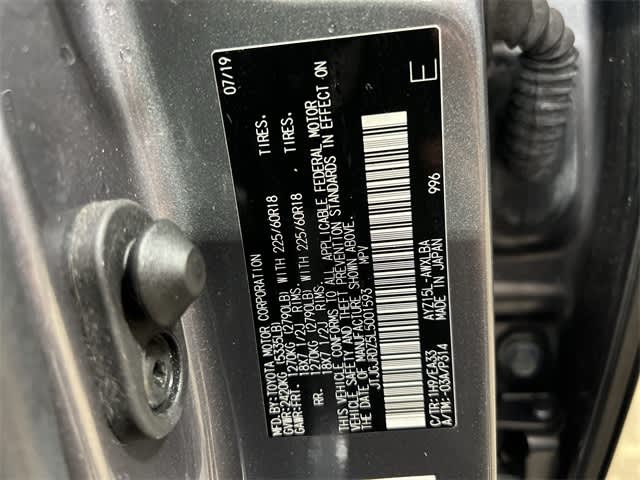 MFD.BY:TOYOTA MOTOR CORPORATION 07/19
GVWR:2420KG (5335LB)
GAWR:FRT. 1270KG (2790LB) WITH 225/60R18 TIRES.
18X7 1/2J RIMS.
RR. 1270KG (2790LB) WITH 225/60R18 TIRES.
18X7 1/2J RIMS.
THIS VEHICLE CONFORMS TO ALL APPLICABLE FEDERAL MOTOR
VEHICLE SAFETY AND THEFT PREVENTION STANDARDS IN EFFECT ON
THE DATE OF MANUFACTURE SHOWN ABOVE.
MPV
C/TR:1H9/EA33 AYZ15L-AWXLBA 996 E
A/TM:-03A/P314 MADE IN JAPAN